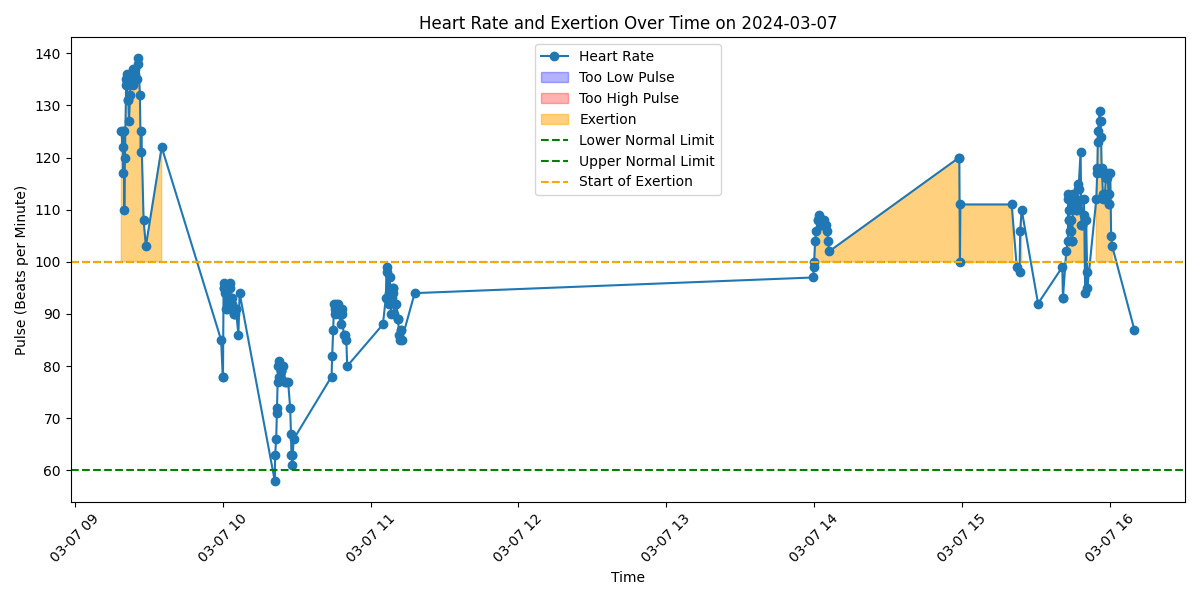 Heart Rate and Exertion Over Time on 2024-03-07
Heart Rate
Too Low Pulse
Too High Pulse
Exertion
Lower Normal Limit
Upper Normal Limit
Start of Exertion
Pulse (Beats per Minute)
140
130
120
110
100
90
80
70
60
03-07 09
03-07 10
03-07 11
03-07 12
03-07 13
03-07 14
03-07 15
03-07 16
Time